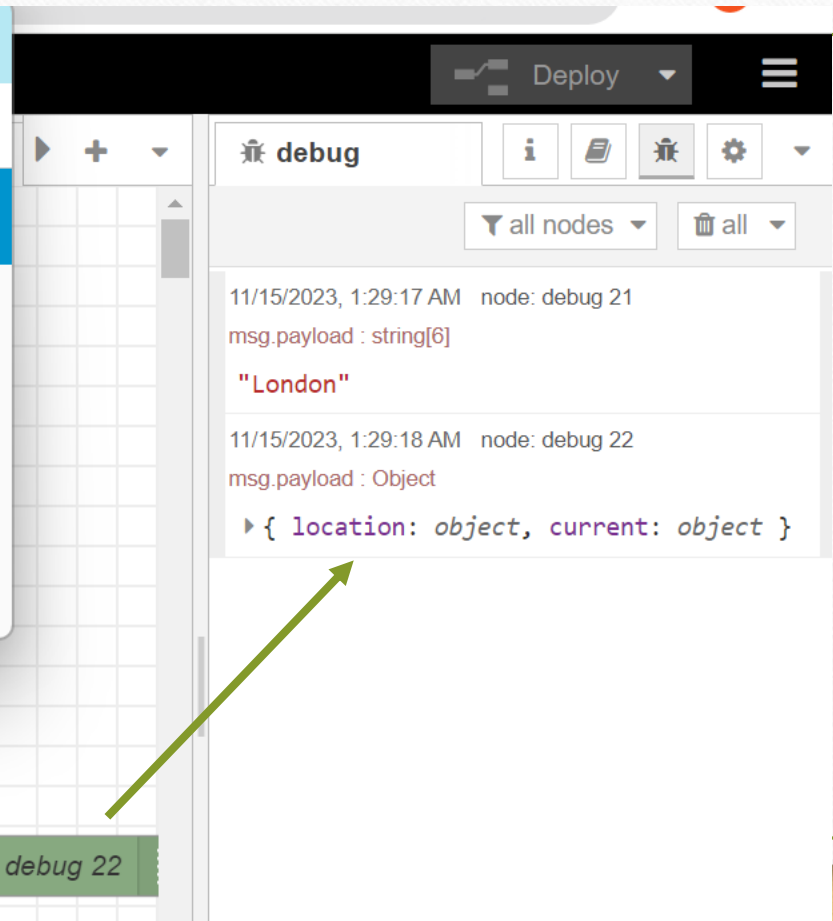 Deploy
debug
i
all nodes
all
11/15/2023, 1:29:17 AM node: debug 21
msg.payload : string[6]
"London"
11/15/2023, 1:29:18 AM node: debug 22
msg.payload : Object
{ location: object, current: object }
debug 22